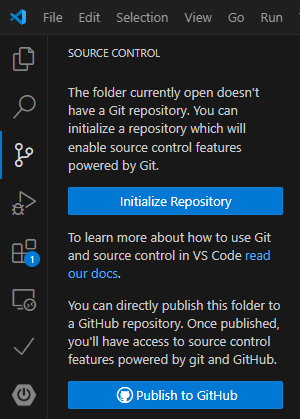 File Edit Selection View Go Run
SOURCE CONTROL
The folder currently open doesn't
have a Git repository. You can
initialize a repository which will
enable source control features
powered by Git.
Initialize Repository
To learn more about how to use Git
and source control in VS Code read
our docs.
1
You can directly publish this folder to
a GitHub repository. Once published,
you'll have access to source control
features powered by git and GitHub.
Publish to GitHub